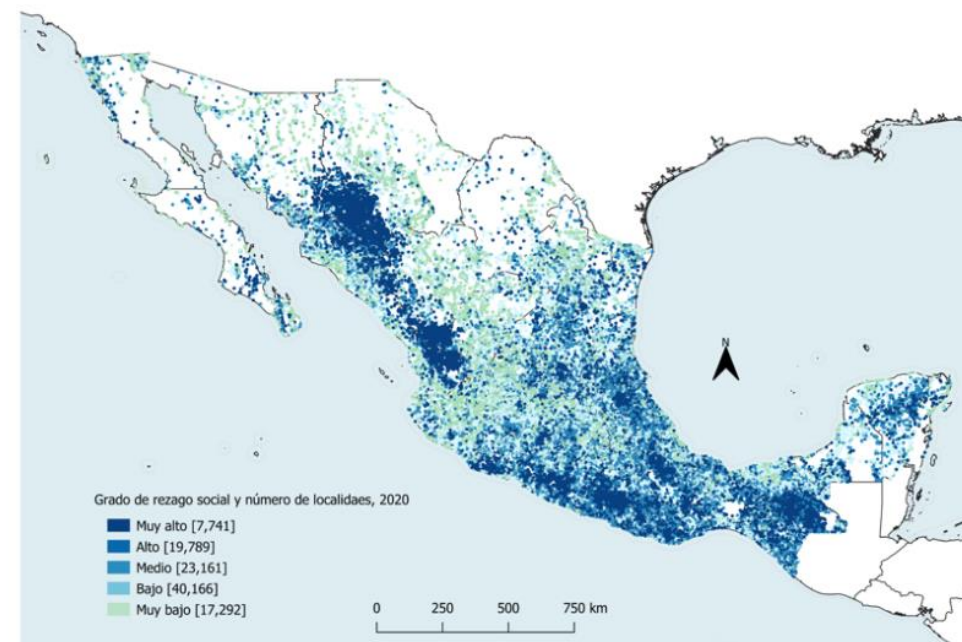 N
Grado de rezago social y número de localidaes, 2020
Muy alto [7,741]
Alto [19,789]
Medio [23,161]
Bajo [40,166]
Muy bajo [17,292]
0 250 500 750 km